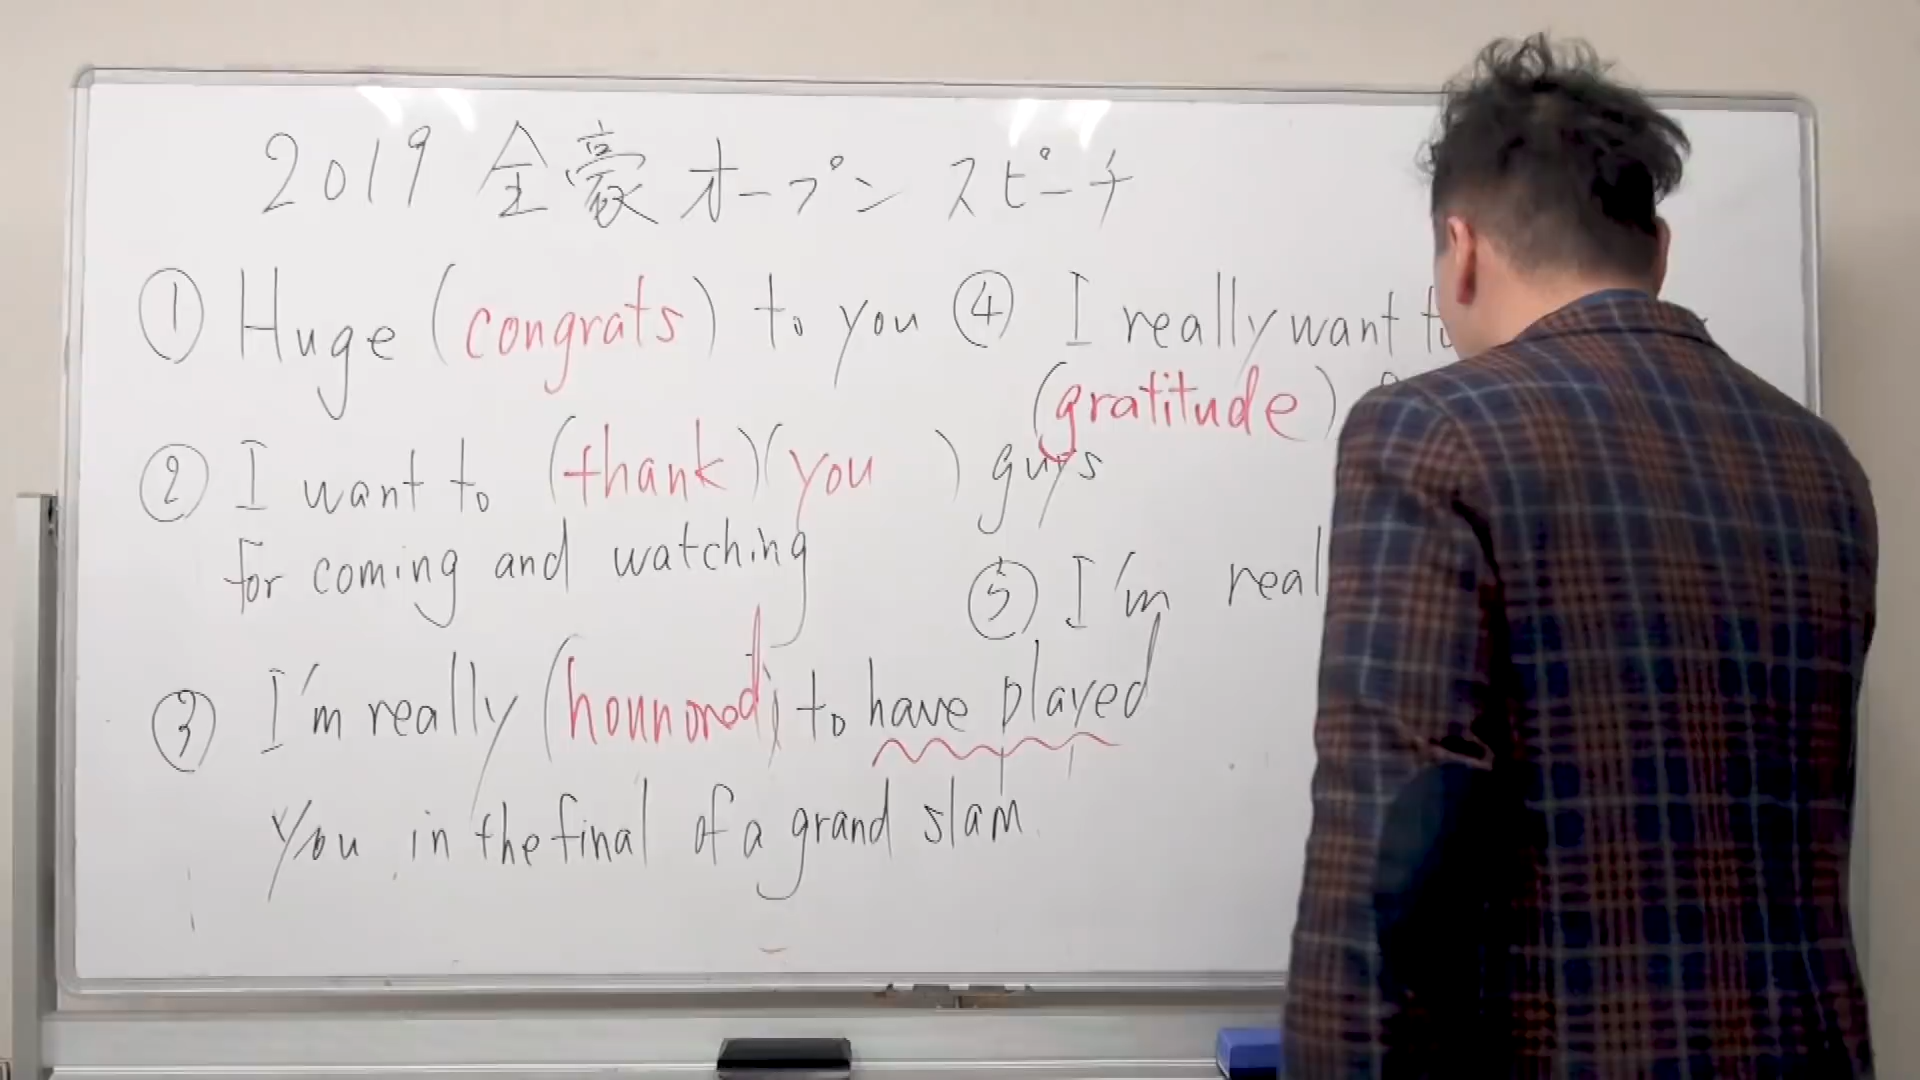 2019 全豪オープン スピーチ
① Huge (congrats) to you
② I want to (thank)(you) guys
for coming and watching
③ I'm really (hounored) to have played
you in the final of a grand slam.
④ I really want
(gratitude)
⑤ I'm